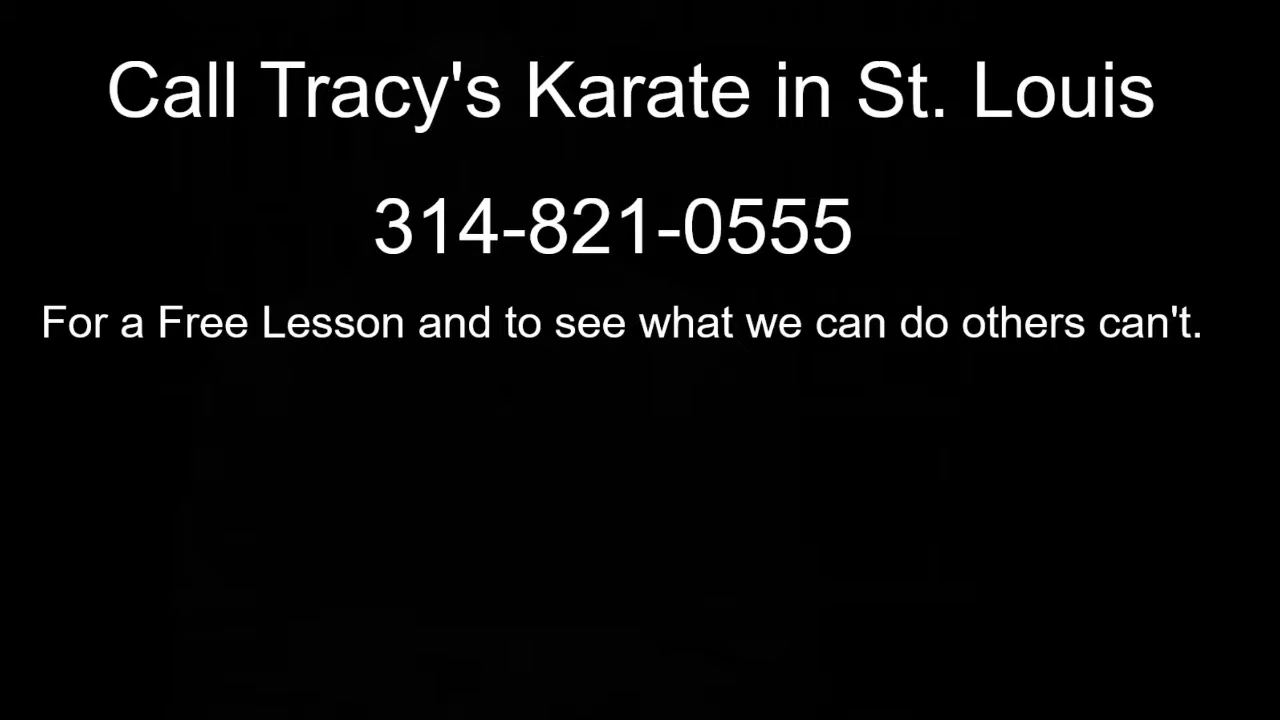 Call Tracy's Karate in St. Louis
314-821-0555
For a Free Lesson and to see what we can do others can't.